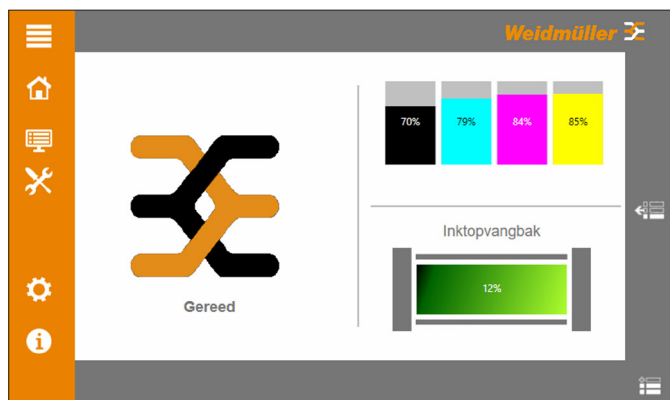 Weidmüller
70%
79%
84%
85%
Inktopvangbak
12%
Gereed